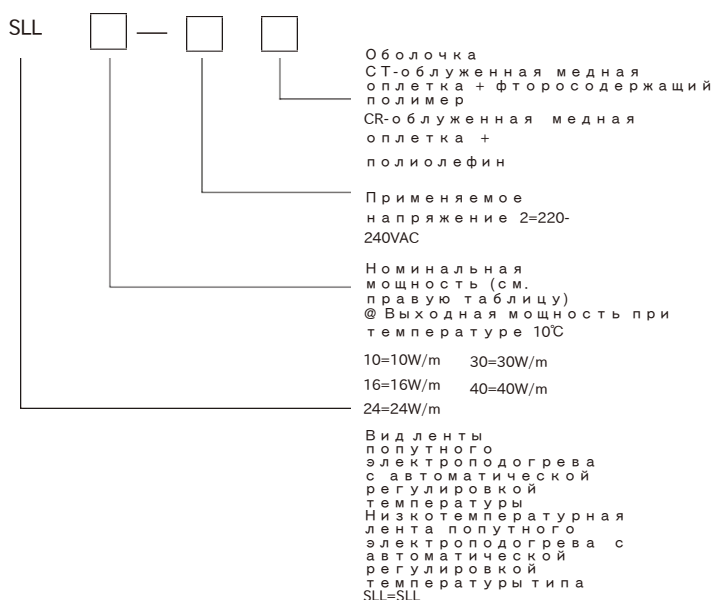 SLL
Оболочка
СТ-облуженная медная
оплетка + фторосодержащий
полимер
CR-облуженная медная
оплетка +
полиолефин
Применяемое
напряжение 2=220-
240VAC
Номинальная
мощность (см.
правую таблицу)
@ Выходная мощность при
температуре 10℃
10=10W/m 30=30W/m
16=16W/m 40=40W/m
24=24W/m
Вид ленты
попутного
электроподогрева
с автоматической
регулировкой
температуры
Низкотемпературная
лента попутного
электроподогрева с
автоматической
регулировкой
температуры типа
SLL=SLL